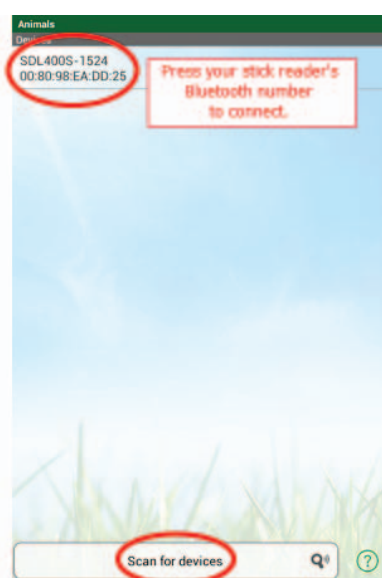 Animals
Devices
SDL400S-1524
00:80:98:EA:DD:25
Press your stick reader's
Bluetooth number
to connect.
Scan for devices
?